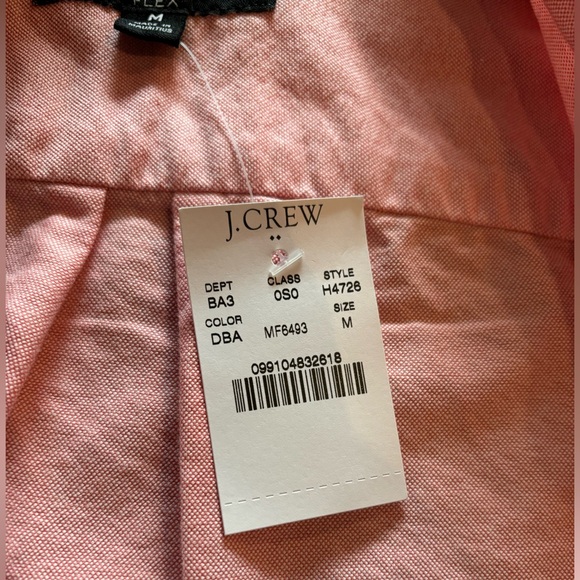 FLEX
M
MADE IN
MAURITIUS
J.CREW
DEPT CLASS STYLE
BA3 0S0 H4726
COLOR SIZE
DBA MF6493 M
099104832618